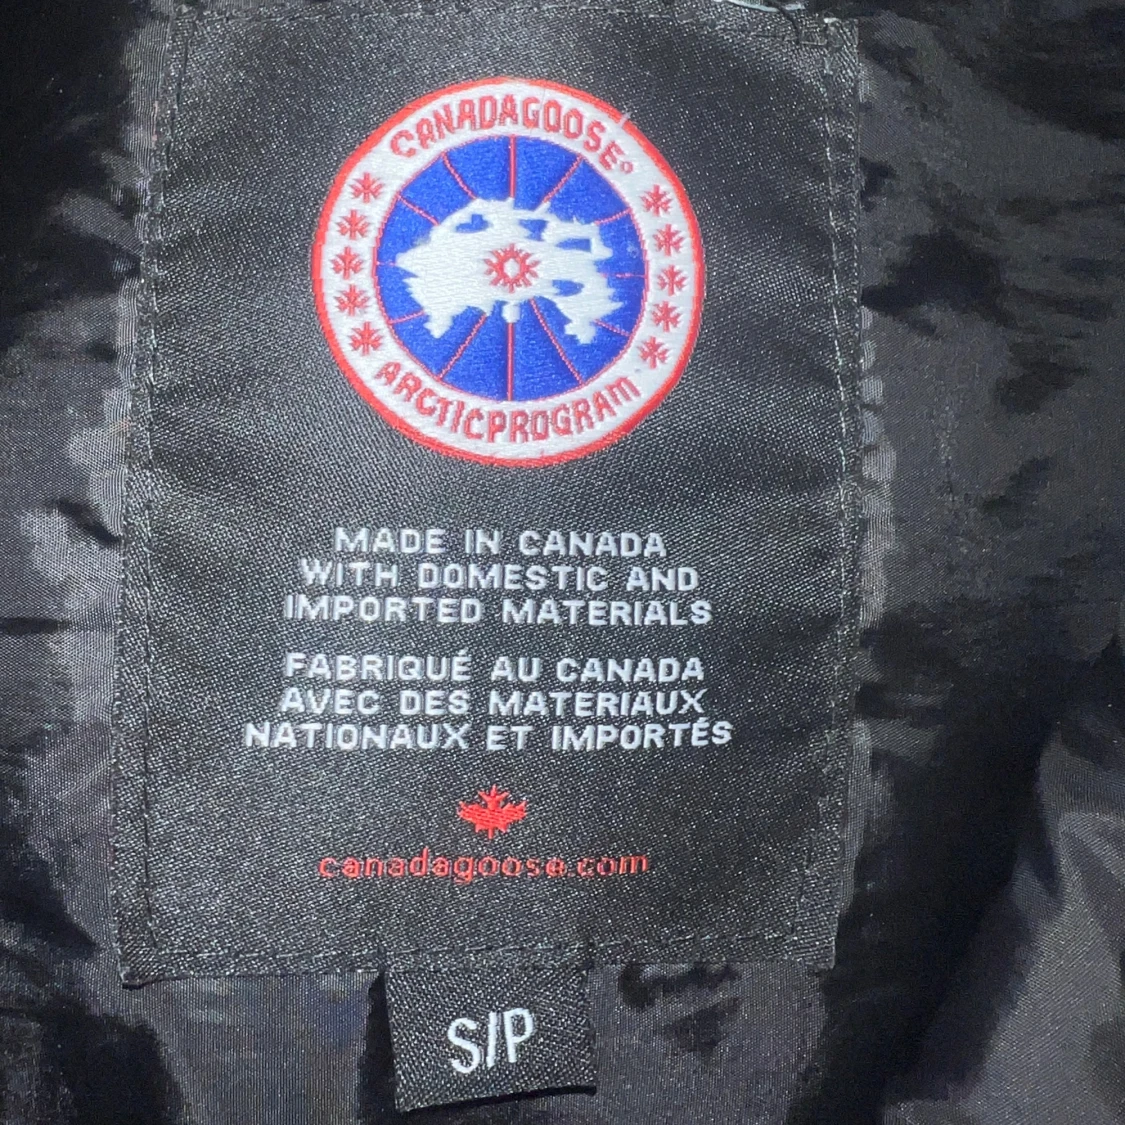 CANADAGOOSE®
ARCTICPROGRAM
MADE IN CANADA
WITH DOMESTIC AND
IMPORTED MATERIALS
FABRIQUÉ AU CANADA
AVEC DES MATERIAUX
NATIONAUX ET IMPORTÉS
canadagoose.com
S/P